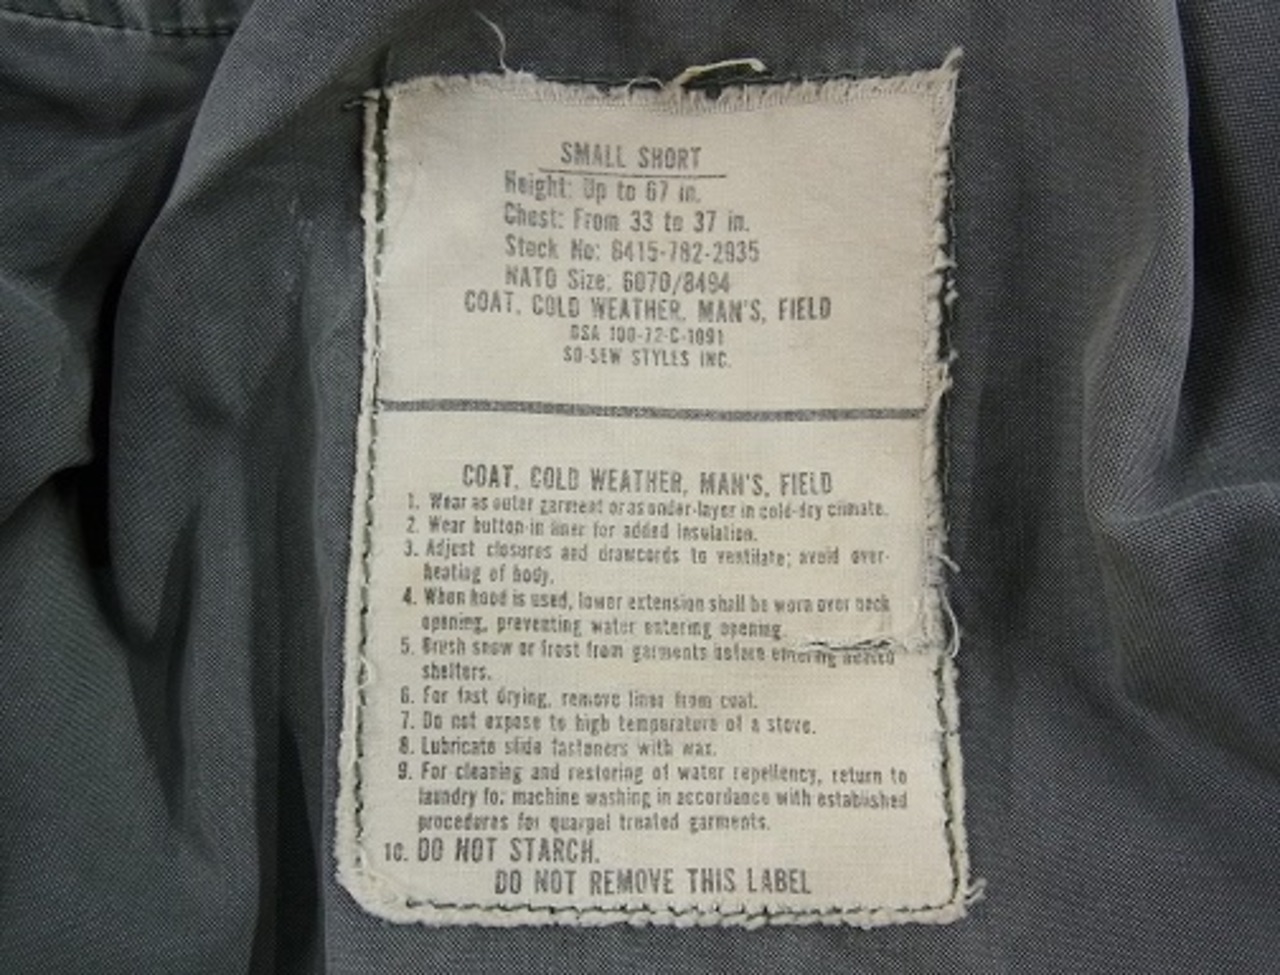 SMALL SHORT
Height: Up to 67 in.
Chest: From 33 to 37 in.
Stock No: 8415-782-2935
NATO Size: 6070/8494
COAT, COLD WEATHER, MAN'S, FIELD
DSA 100-72-C-1091
SO-SEW STYLES INC.
COAT, COLD WEATHER, MAN'S, FIELD
1. Wear as outer garment or as under-layer in cold-dry climate.
2. Wear button-in liner for added insulation.
3. Adjust closures and drawcords to ventilate; avoid over-
heating of body.
4. When hood is used, lower extension shall be worn over neck
opening, preventing water entering opening.
5. Brush snow or frost from garments before entering heated
shelters.
6. For fast drying, remove liner from coat.
7. Do not expose to high temperature of a stove.
8. Lubricate slide fasteners with wax.
9. For cleaning and restoring of water repellency, return to
laundry for machine washing in accordance with established
procedures for quarpel treated garments.
10. DO NOT STARCH.
DO NOT REMOVE THIS LABEL